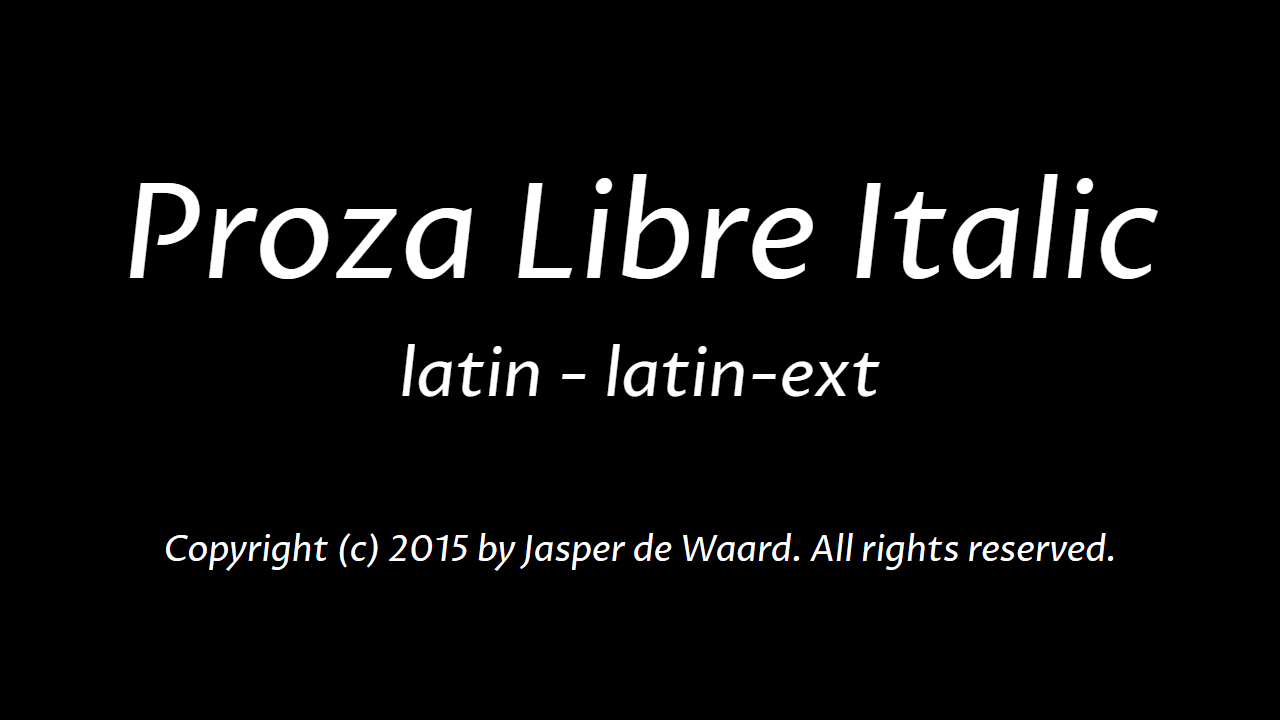 Proza Libre Italic
latin - latin-ext
Copyright (c) 2015 by Jasper de Waard. All rights reserved.